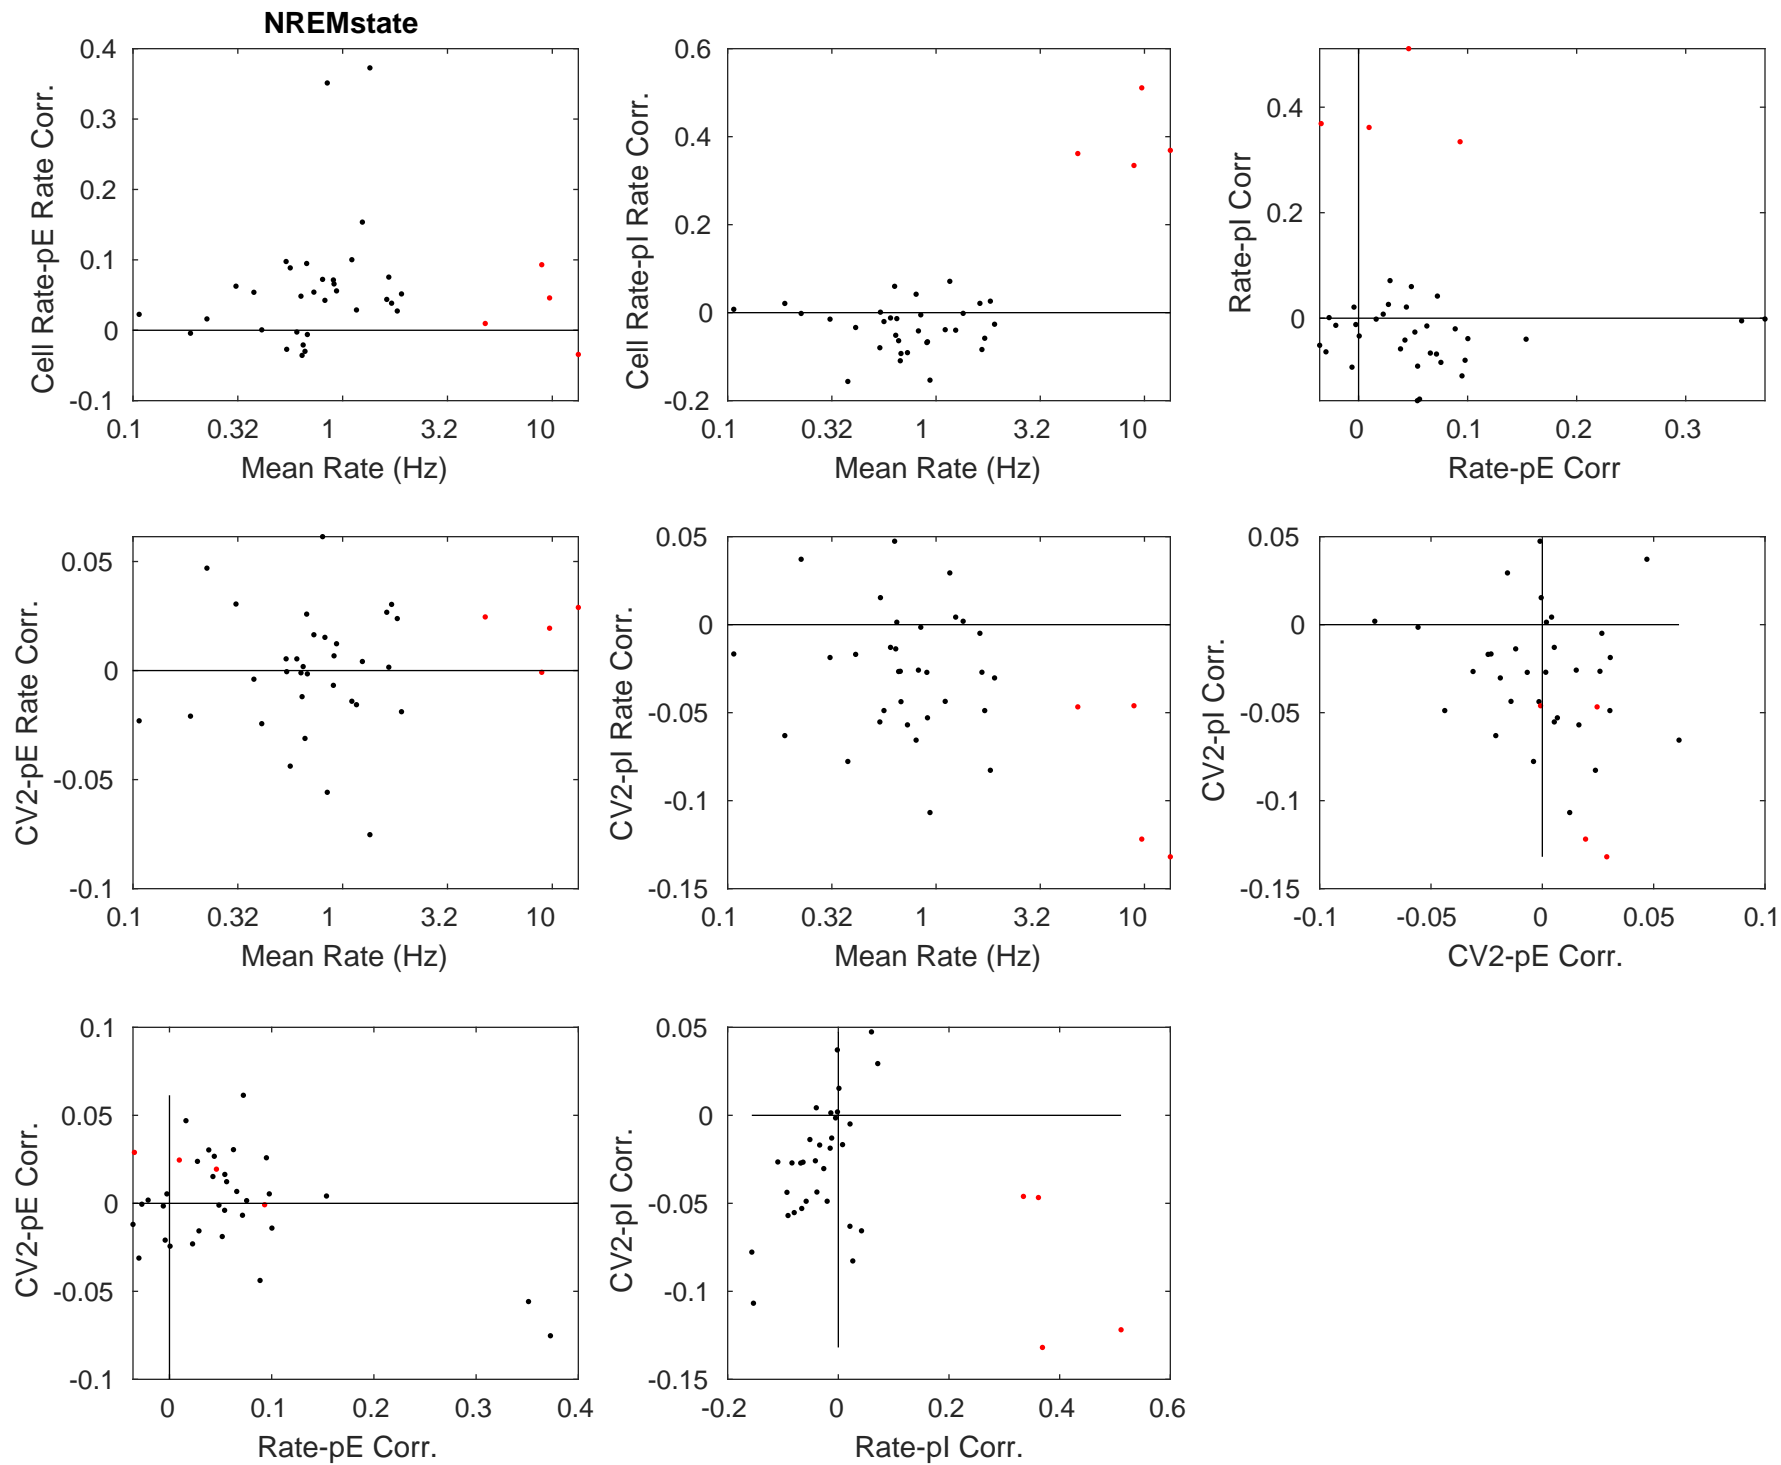 NREMstate
0.4
0.3
0.2
0.1
0
-0.1
Cell Rate-pE Rate Corr.
0.1 0.32 1 3.2 10
Mean Rate (Hz)
0.6
0.4
0.2
0
-0.2
Cell Rate-pI Rate Corr.
0.1 0.32 1 3.2 10
Mean Rate (Hz)
0.4
0.2
0
Rate-pI Corr
0 0.1 0.2 0.3
Rate-pE Corr
0.05
0
-0.05
-0.1
CV2-pE Rate Corr.
0.1 0.32 1 3.2 10
Mean Rate (Hz)
0.05
0
-0.05
-0.1
-0.15
CV2-pI Rate Corr.
0.1 0.32 1 3.2 10
Mean Rate (Hz)
0.05
0
-0.05
-0.1
-0.15
CV2-pI Corr.
-0.1 -0.05 0 0.05 0.1
CV2-pE Corr.
0.1
0.05
0
-0.05
-0.1
CV2-pE Corr.
0 0.1 0.2 0.3 0.4
Rate-pE Corr.
0.05
0
-0.05
-0.1
-0.15
CV2-pI Corr.
-0.2 0 0.2 0.4 0.6
Rate-pI Corr.